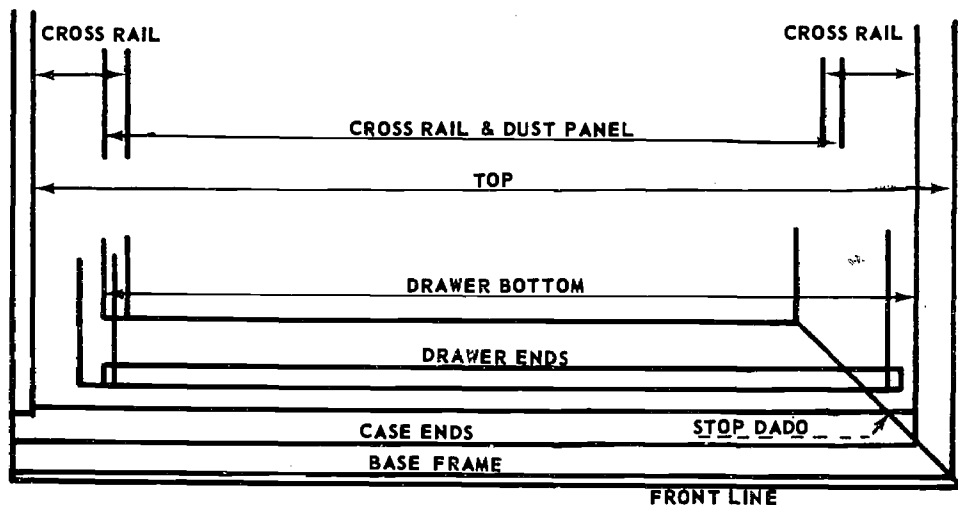 CROSS RAIL
CROSS RAIL
CROSS RAIL & DUST PANEL
TOP
DRAWER BOTTOM
DRAWER ENDS
STOP DADO
CASE ENDS
BASE FRAME
FRONT LINE